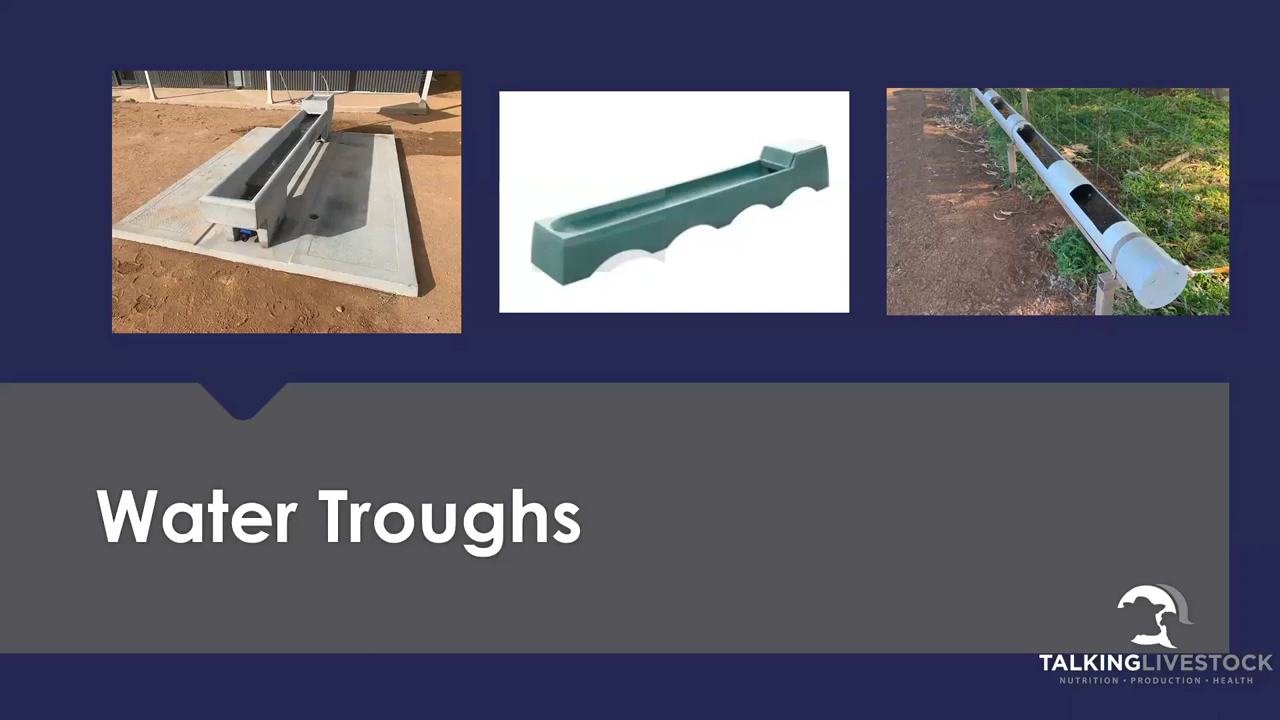 Water Troughs
TALKINGLIVESTOCK
NUTRITION • PRODUCTION • HEALTH